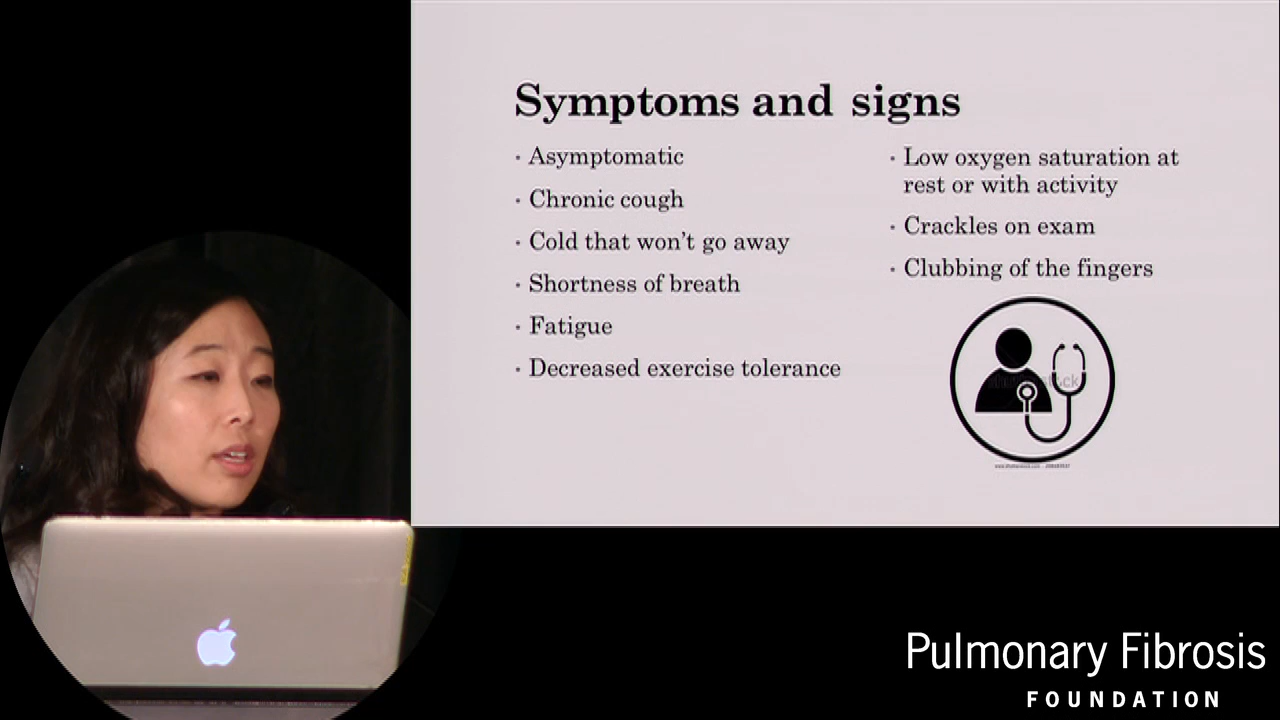 Symptoms and signs
• Asymptomatic
• Chronic cough
• Cold that won’t go away
• Shortness of breath
• Fatigue
• Decreased exercise tolerance
• Low oxygen saturation at
rest or with activity
• Crackles on exam
• Clubbing of the fingers
Pulmonary Fibrosis
FOUNDATION